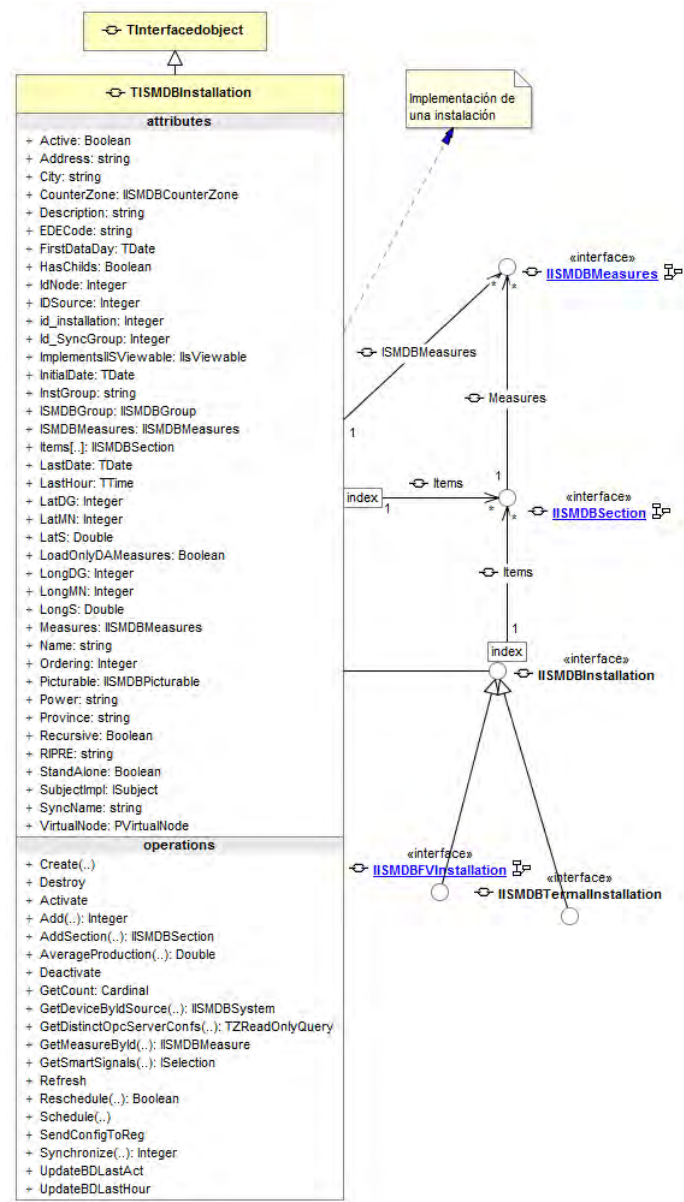 TInterfacedobject
TISMDBInstallation
attributes
+ Active: Boolean
+ Address: string
+ City: string
+ CounterZone: IISMDBCounterZone
+ Description: string
+ EDECode: string
+ FirstDataDay: TDate
+ HasChilds: Boolean
+ IdNode: Integer
+ IDSource: Integer
+ id_installation: Integer
+ Id_SyncGroup: Integer
+ ImplementsIISViewable: IIsViewable
+ InitialDate: TDate
+ InstGroup: string
+ ISMDBGroup: IISMDBGroup
+ ISMDBMeasures: IISMDBMeasures
+ Items[..]: IISMDBSection
+ LastDate: TDate
+ LastHour: TTime
+ LatDG: Integer
+ LatMN: Integer
+ LatS: Double
+ LoadOnlyDAMeasures: Boolean
+ LongDG: Integer
+ LongMN: Integer
+ LongS: Double
+ Measures: IISMDBMeasures
+ Name: string
+ Ordering: Integer
+ Picturable: IISMDBPicturable
+ Power: string
+ Province: string
+ Recursive: Boolean
+ RIPRE: string
+ StandAlone: Boolean
+ SubjectImpl: ISubject
+ SyncName: string
+ VirtualNode: PVirtualNode
operations
+ Create(..)
+ Destroy
+ Activate
+ Add(..): Integer
+ AddSection(..): IISMDBSection
+ AverageProduction(..): Double
+ Deactivate
+ GetCount: Cardinal
+ GetDeviceByIdSource(..): IISMDBSystem
+ GetDistinctOpcServerConfs(..): TZReadOnlyQuery
+ GetMeasureById(..): IISMDBMeasure
+ GetSmartSignals(..): ISelection
+ Refresh
+ Reschedule(..): Boolean
+ Schedule(..)
+ SendConfigToReg
+ Synchronize(..): Integer
+ UpdateBDLastAct
+ UpdateBDLastHour
Implementación de
una instalación
«interface»
IISMDBMeasures
*
*
ISMDBMeasures
1
Measures
1
index
1
Items
*
*
«interface»
IISMDBSection
Items
1
index
«interface»
IISMDBInstallation
«interface»
IISMDBFVInstallation
«interface»
IISMDBTermalInstallation